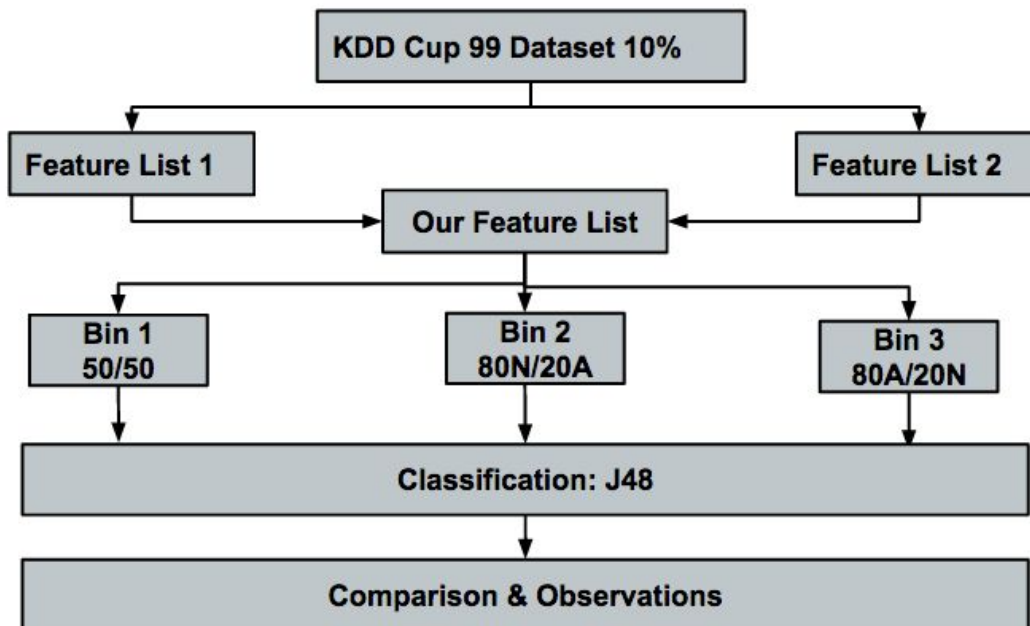 KDD Cup 99 Dataset 10%
Feature List 1
Feature List 2
Our Feature List
Bin 1
50/50
Bin 2
80N/20A
Bin 3
80A/20N
Classification: J48
Comparison & Observations